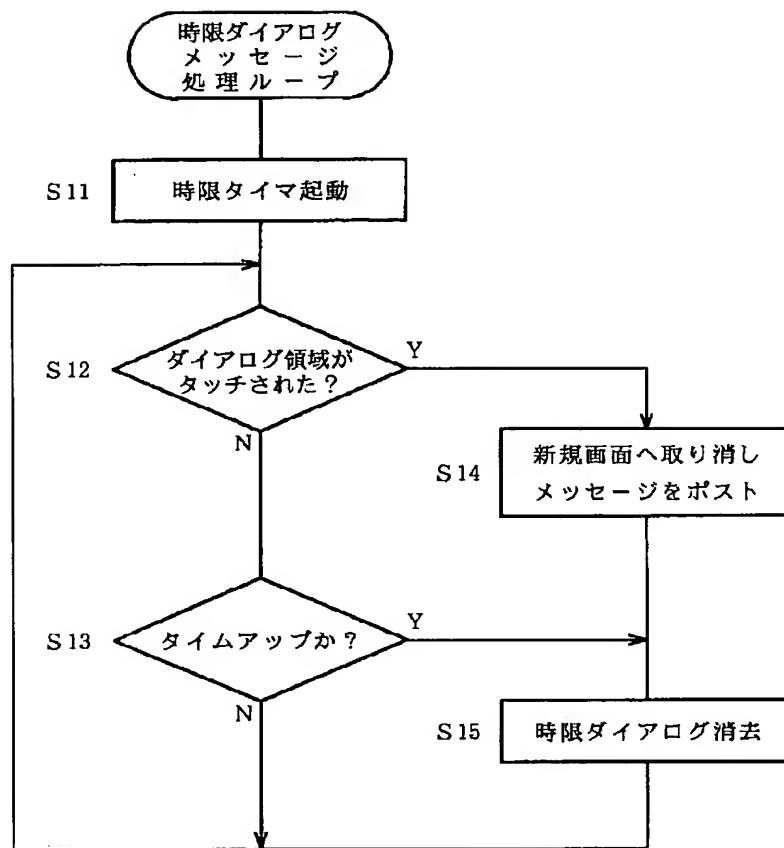 時限ダイアログ
メッセージ
処理ループ
S11
時限タイマ起動
S12
ダイアログ領域が
タッチされた？
Y
N
S14
新規画面へ取り消し
メッセージをポスト
S13
タイムアップか？
Y
N
S15
時限ダイアログ消去